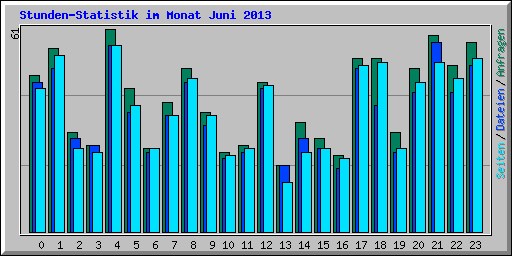 Stunden-Statistik im Monat Juni 2013
61
Seiten/Dateien/Anfragen
0 1 2 3 4 5 6 7 8 9 10 11 12 13 14 15 16 17 18 19 20 21 22 23